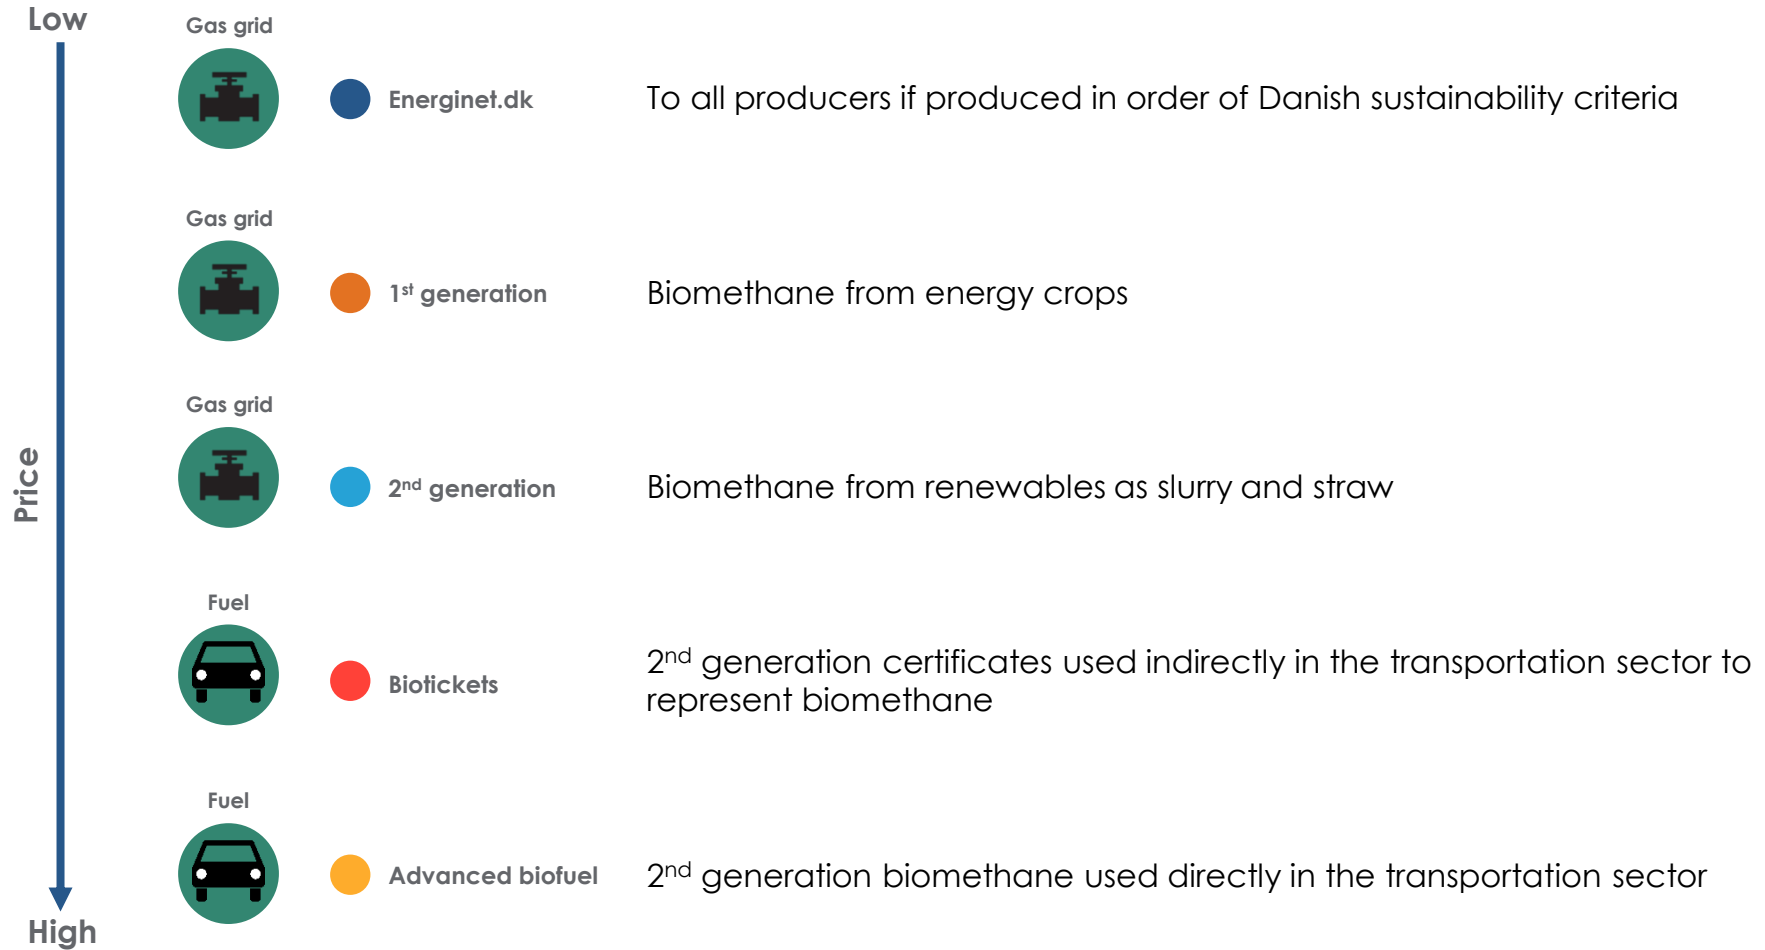 Low
Gas grid
Energinet.dk
To all producers if produced in order of Danish sustainability criteria
Gas grid
1st generation
Biomethane from energy crops
Gas grid
2nd generation
Biomethane from renewables as slurry and straw
Price
Fuel
Biotickets
2nd generation certificates used indirectly in the transportation sector to
represent biomethane
Fuel
Advanced biofuel
2nd generation biomethane used directly in the transportation sector
High